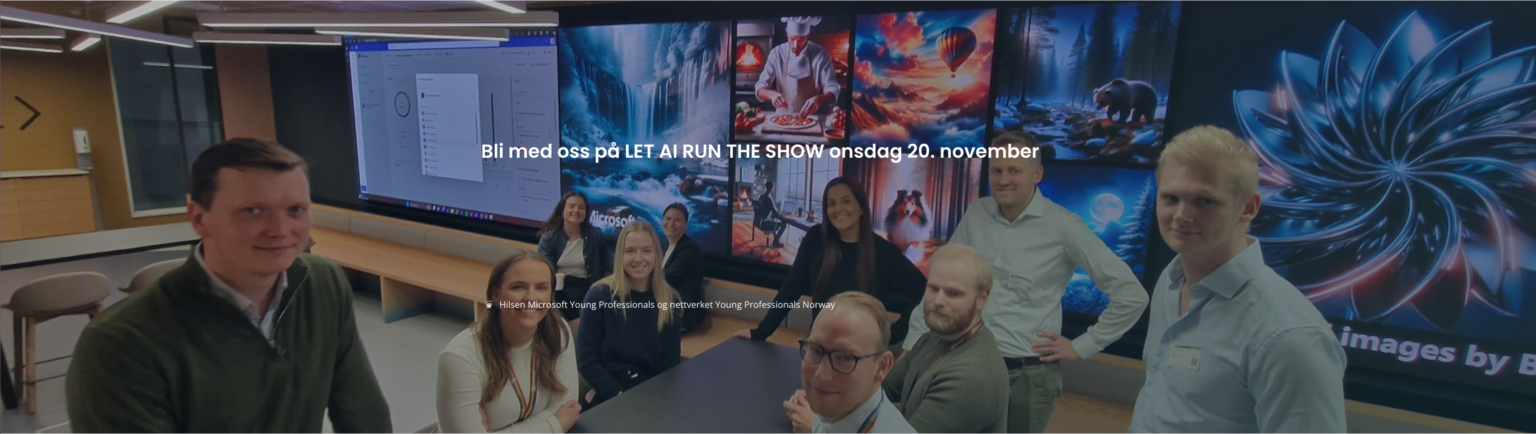 Bli med oss på LET AI RUN THE SHOW onsdag 20. november
Microsoft
Hilsen Microsoft Young Professionals og nettverket Young Professionals Norway
images by B